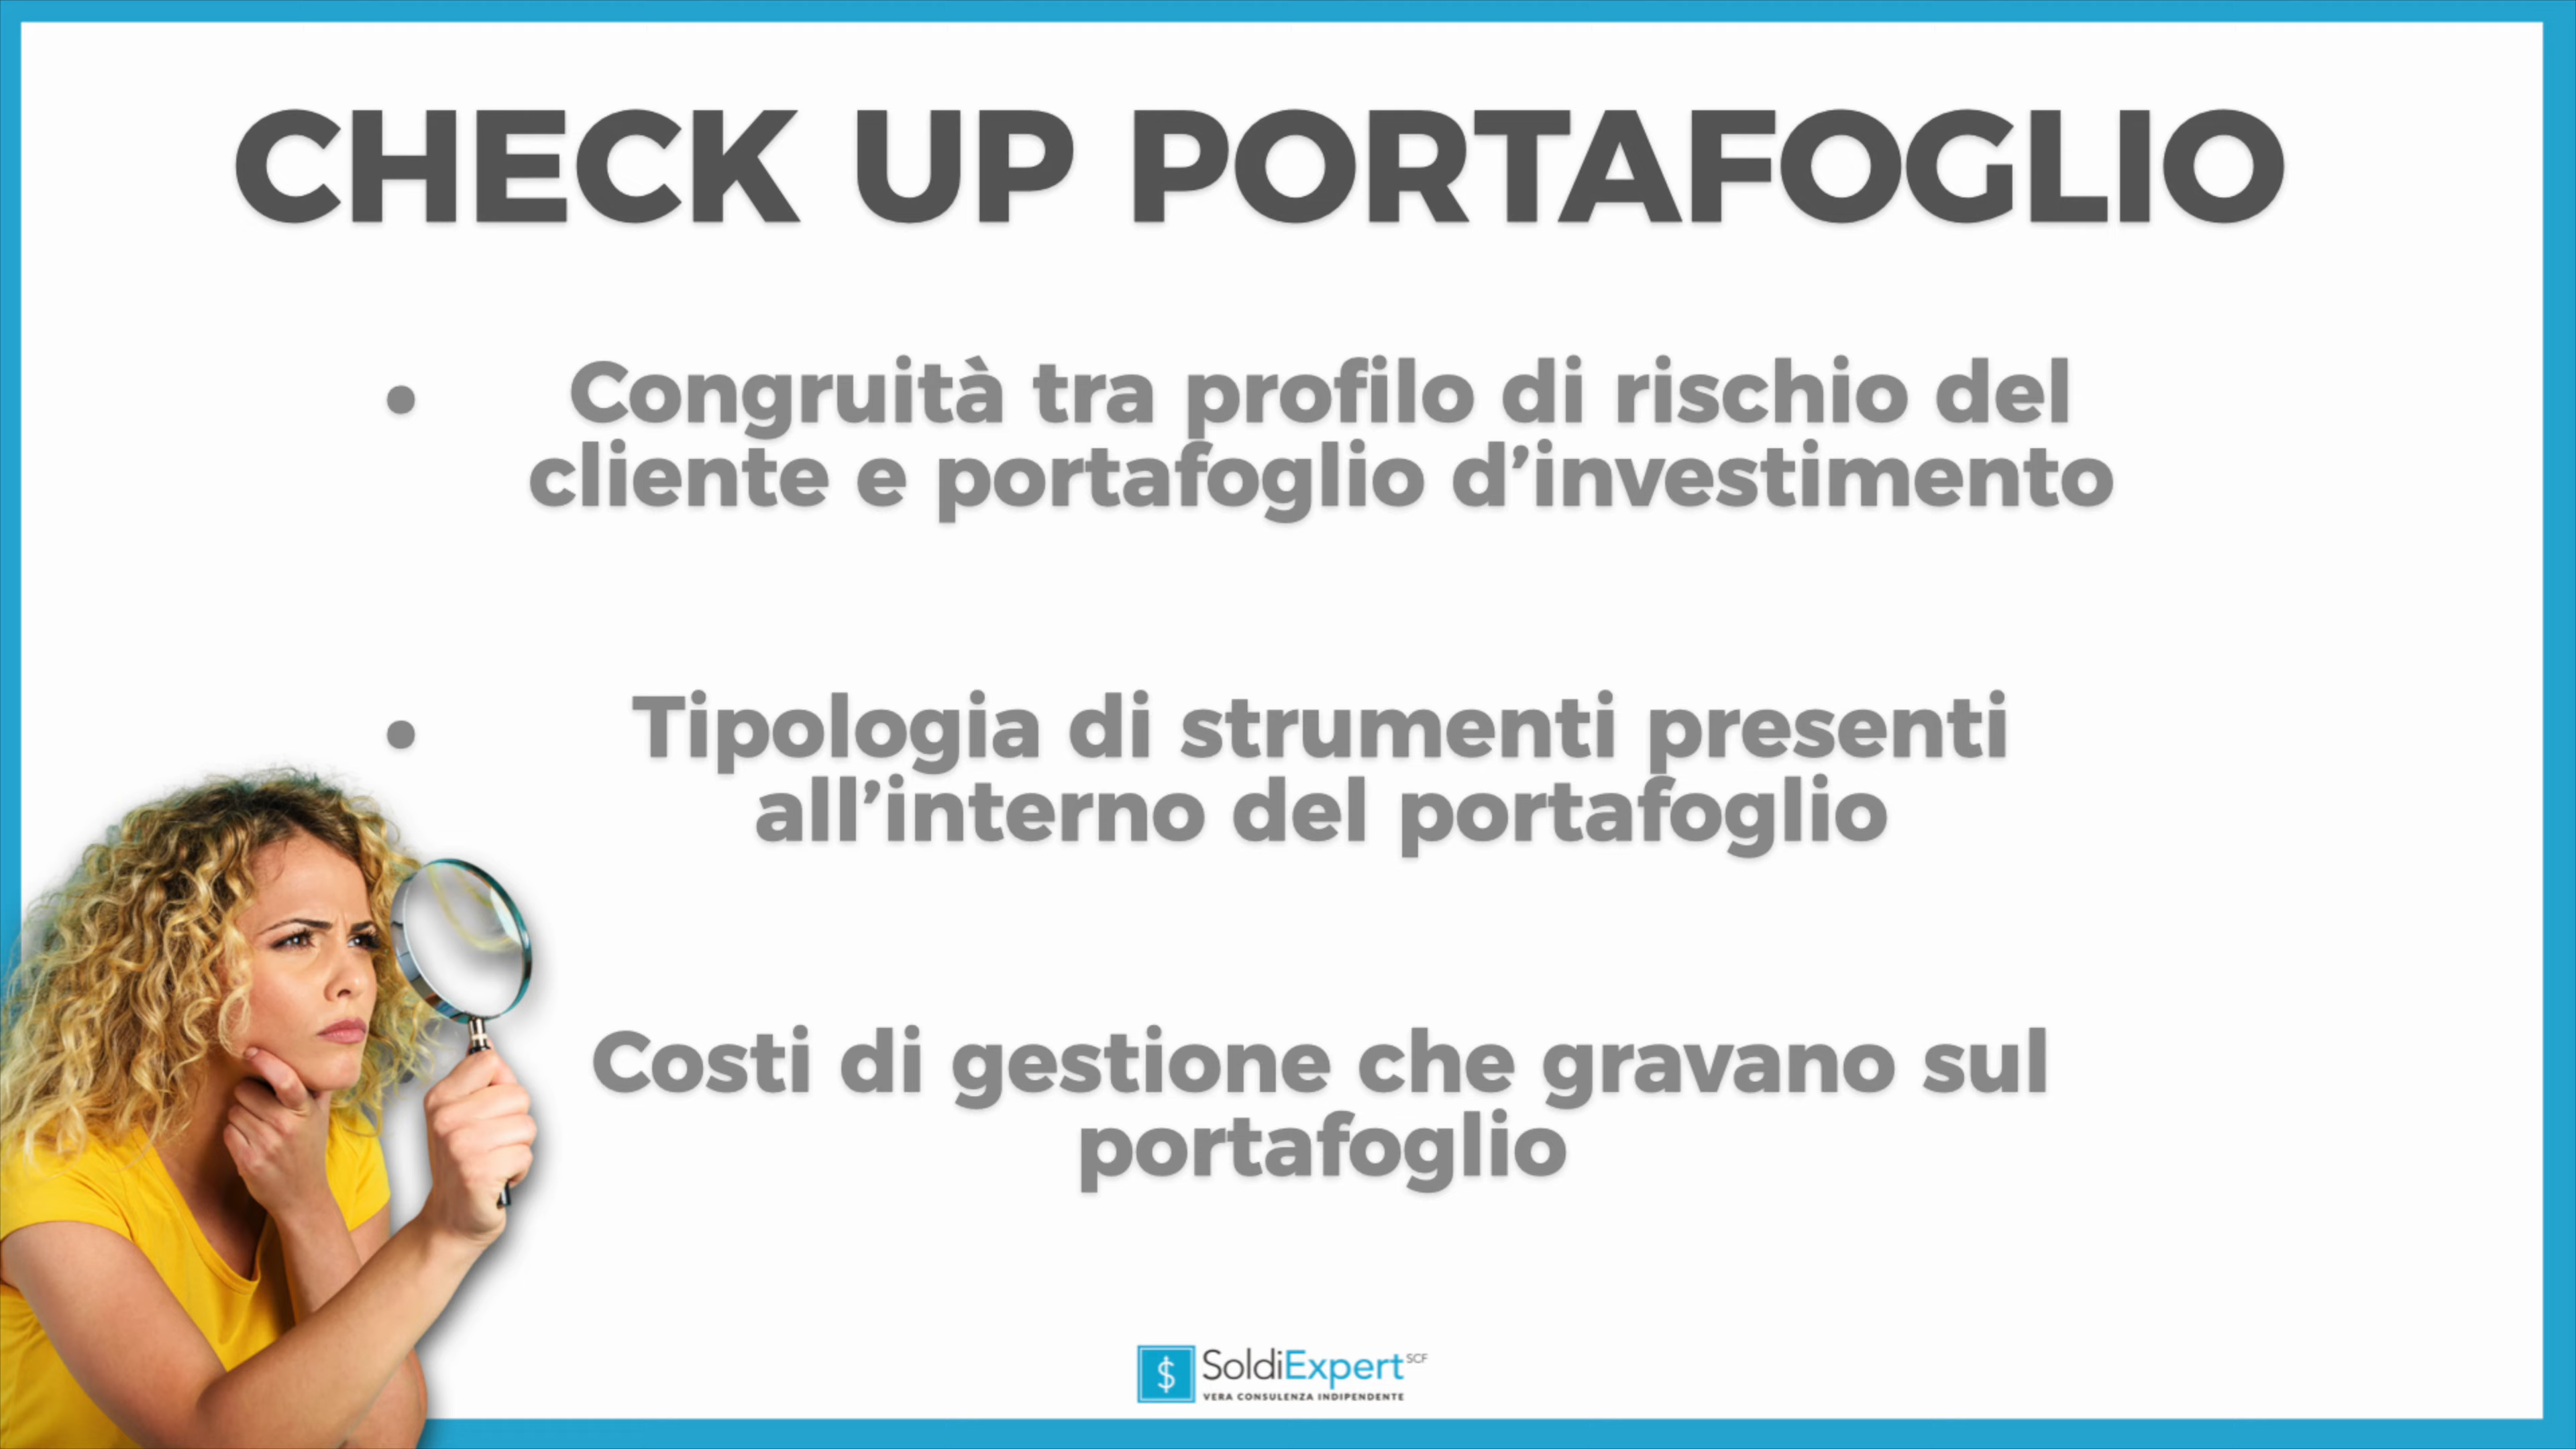 CHECK UP PORTAFOGLIO
• Congruità tra profilo di rischio del
cliente e portafoglio d’investimento
• Tipologia di strumenti presenti
all’interno del portafoglio
Costi di gestione che gravano sul
portafoglio
$ SoldiExpert SCF
VERA CONSULENZA INDIPENDENTE